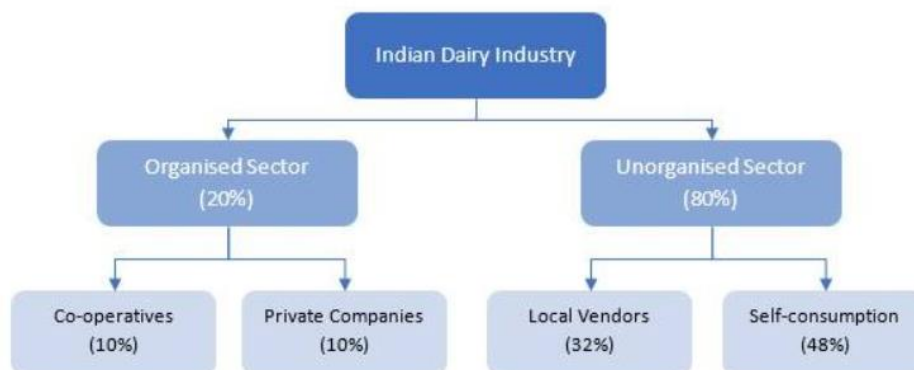 Indian Dairy Industry
Organised Sector
(20%)
Unorganised Sector
(80%)
Co-operatives
(10%)
Private Companies
(10%)
Local Vendors
(32%)
Self-consumption
(48%)